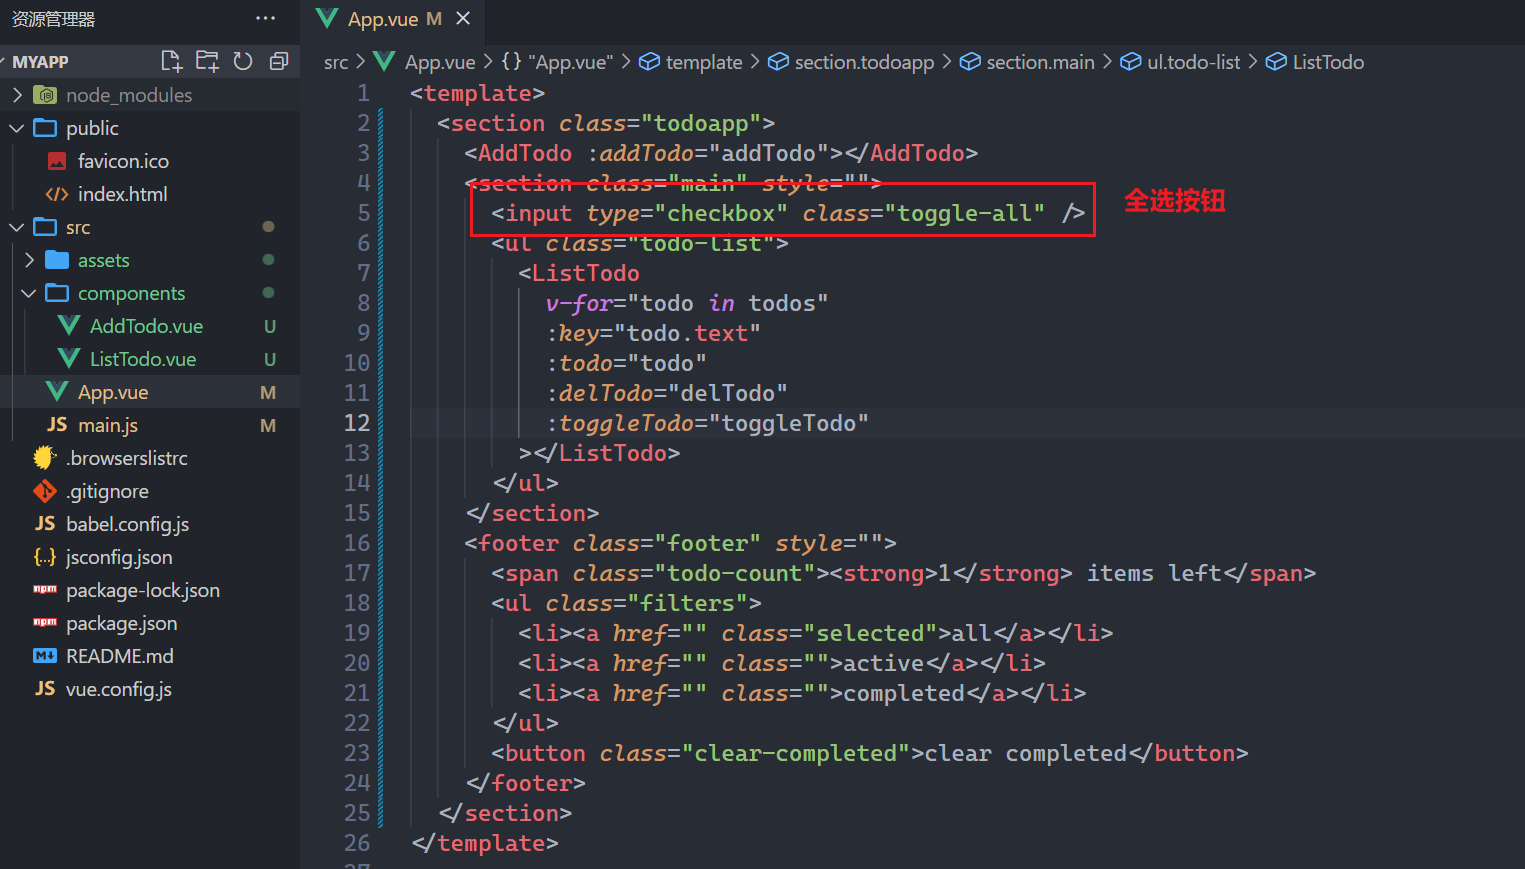 资源管理器 ···
App.vue M ×
MYAPP
src > App.vue > {} "App.vue" > template > section.todoapp > section.main > ul.todo-list > ListTodo
node_modules
public
favicon.ico
index.html
src
assets
components
AddTodo.vue U
ListTodo.vue U
App.vue M
JS main.js M
.browserslistrc
.gitignore
JS babel.config.js
{..} jsconfig.json
npm package-lock.json
npm package.json
M↓ README.md
JS vue.config.js
1 <template>
2 <section class="todoapp">
3 <AddTodo :addTodo="addTodo"></AddTodo>
4 <section class="main" style="">
5 <input type="checkbox" class="toggle-all" />
全选按钮
6 <ul class="todo-list">
7 <ListTodo
8 v-for="todo in todos"
9 :key="todo.text"
10 :todo="todo"
11 :delTodo="delTodo"
12 :toggleTodo="toggleTodo"
13 ></ListTodo>
14 </ul>
15 </section>
16 <footer class="footer" style="">
17 <span class="todo-count"><strong>1</strong> items left</span>
18 <ul class="filters">
19 <li><a href="" class="selected">all</a></li>
20 <li><a href="" class="">active</a></li>
21 <li><a href="" class="">completed</a></li>
22 </ul>
23 <button class="clear-completed">clear completed</button>
24 </footer>
25 </section>
26 </template>
27